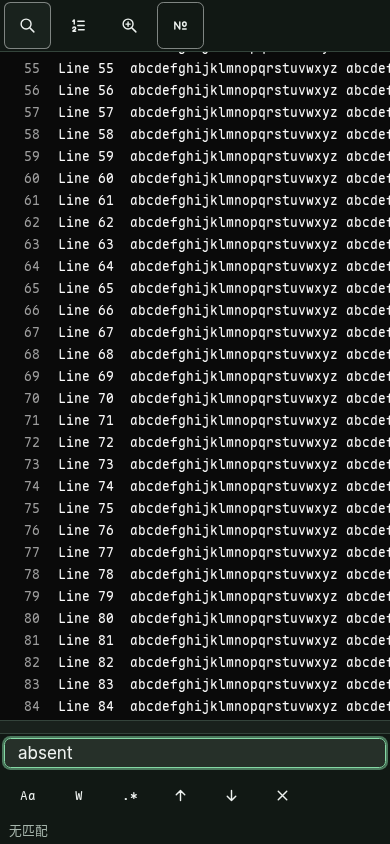 №
55 Line 55 abcdefghijklmnopqrstuvwxyz abcdef
56 Line 56 abcdefghijklmnopqrstuvwxyz abcdef
57 Line 57 abcdefghijklmnopqrstuvwxyz abcdef
58 Line 58 abcdefghijklmnopqrstuvwxyz abcdef
59 Line 59 abcdefghijklmnopqrstuvwxyz abcdef
60 Line 60 abcdefghijklmnopqrstuvwxyz abcdef
61 Line 61 abcdefghijklmnopqrstuvwxyz abcdef
62 Line 62 abcdefghijklmnopqrstuvwxyz abcdef
63 Line 63 abcdefghijklmnopqrstuvwxyz abcdef
64 Line 64 abcdefghijklmnopqrstuvwxyz abcdef
65 Line 65 abcdefghijklmnopqrstuvwxyz abcdef
66 Line 66 abcdefghijklmnopqrstuvwxyz abcdef
67 Line 67 abcdefghijklmnopqrstuvwxyz abcdef
68 Line 68 abcdefghijklmnopqrstuvwxyz abcdef
69 Line 69 abcdefghijklmnopqrstuvwxyz abcdef
70 Line 70 abcdefghijklmnopqrstuvwxyz abcdef
71 Line 71 abcdefghijklmnopqrstuvwxyz abcdef
72 Line 72 abcdefghijklmnopqrstuvwxyz abcdef
73 Line 73 abcdefghijklmnopqrstuvwxyz abcdef
74 Line 74 abcdefghijklmnopqrstuvwxyz abcdef
75 Line 75 abcdefghijklmnopqrstuvwxyz abcdef
76 Line 76 abcdefghijklmnopqrstuvwxyz abcdef
77 Line 77 abcdefghijklmnopqrstuvwxyz abcdef
78 Line 78 abcdefghijklmnopqrstuvwxyz abcdef
79 Line 79 abcdefghijklmnopqrstuvwxyz abcdef
80 Line 80 abcdefghijklmnopqrstuvwxyz abcdef
81 Line 81 abcdefghijklmnopqrstuvwxyz abcdef
82 Line 82 abcdefghijklmnopqrstuvwxyz abcdef
83 Line 83 abcdefghijklmnopqrstuvwxyz abcdef
84 Line 84 abcdefghijklmnopqrstuvwxyz abcdef
absent
Aa W .* ↑ ↓ ×
无匹配